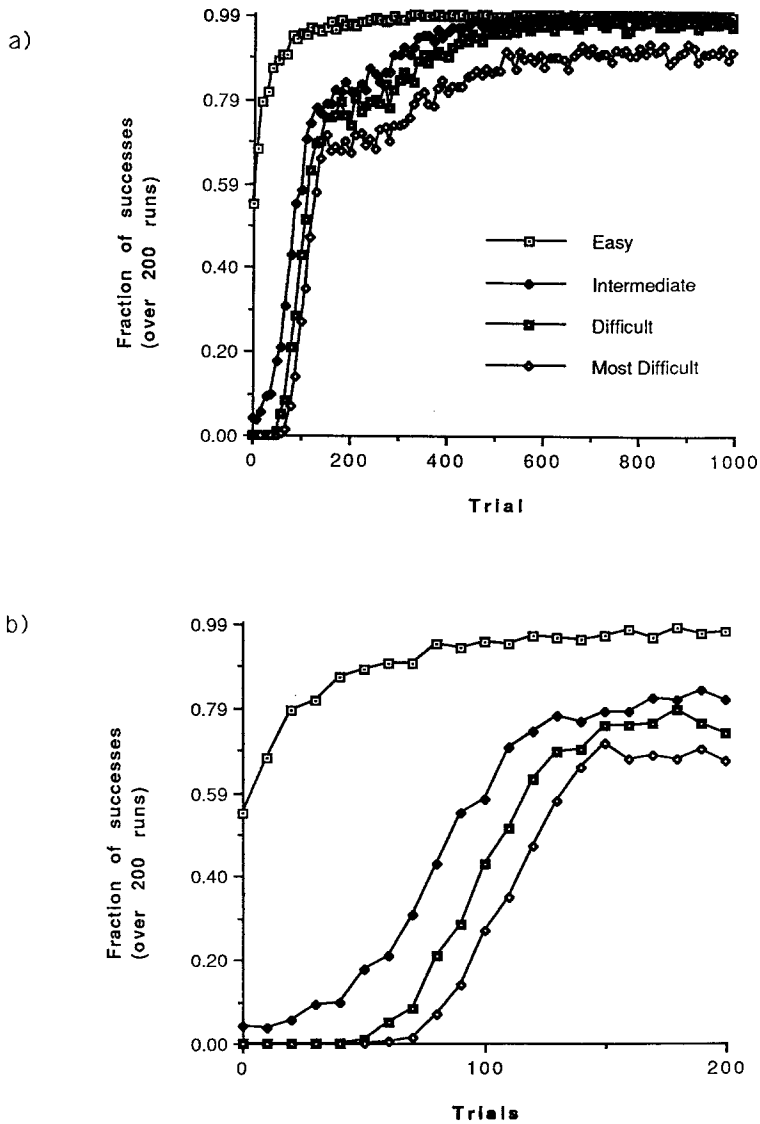 a)
0.99
0.79
0.59
0.40
0.20
0.00
Fraction of successes
(over 200 runs)
Easy
Intermediate
Difficult
Most Difficult
0 200 400 600 800 1000
Trial
b)
0.99
0.79
0.59
0.40
0.20
0.00
Fraction of successes
(over 200 runs)
0 100 200
Trials